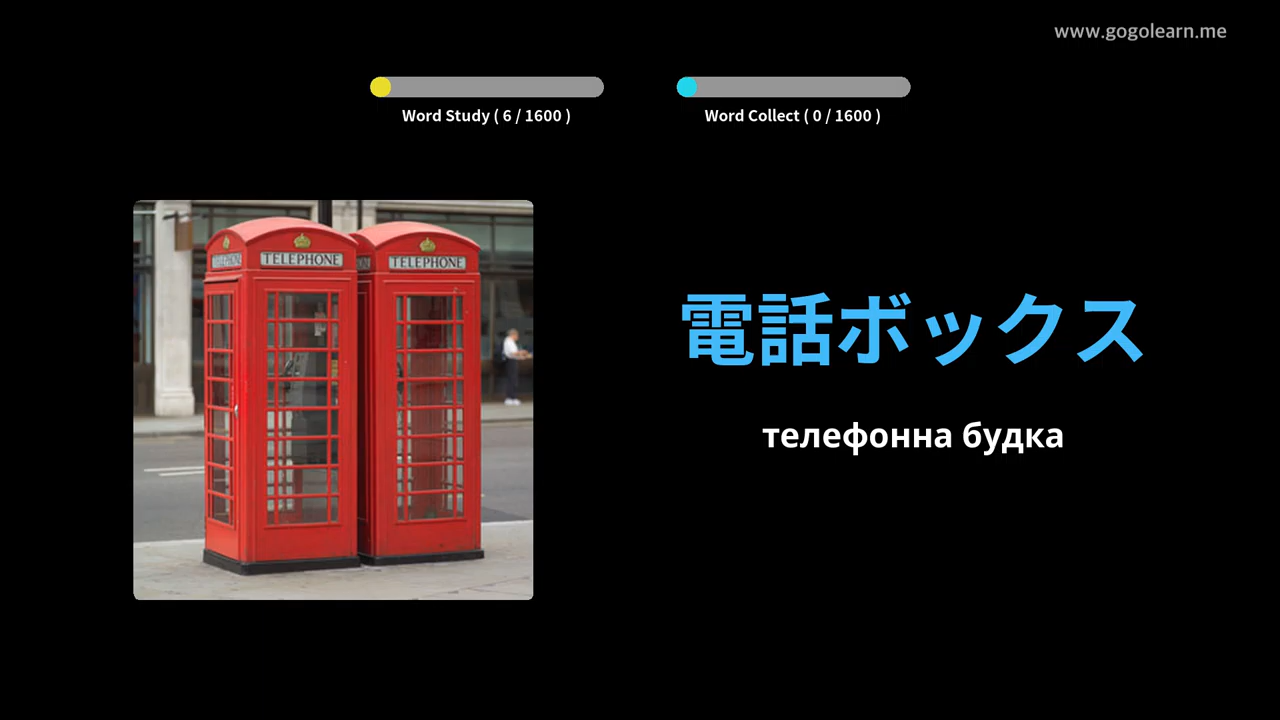 www.gogolearn.me
Word Study ( 6 / 1600 )
Word Collect ( 0 / 1600 )
TELEPHONE
TELEPHONE
電話ボックス
телефонна будка